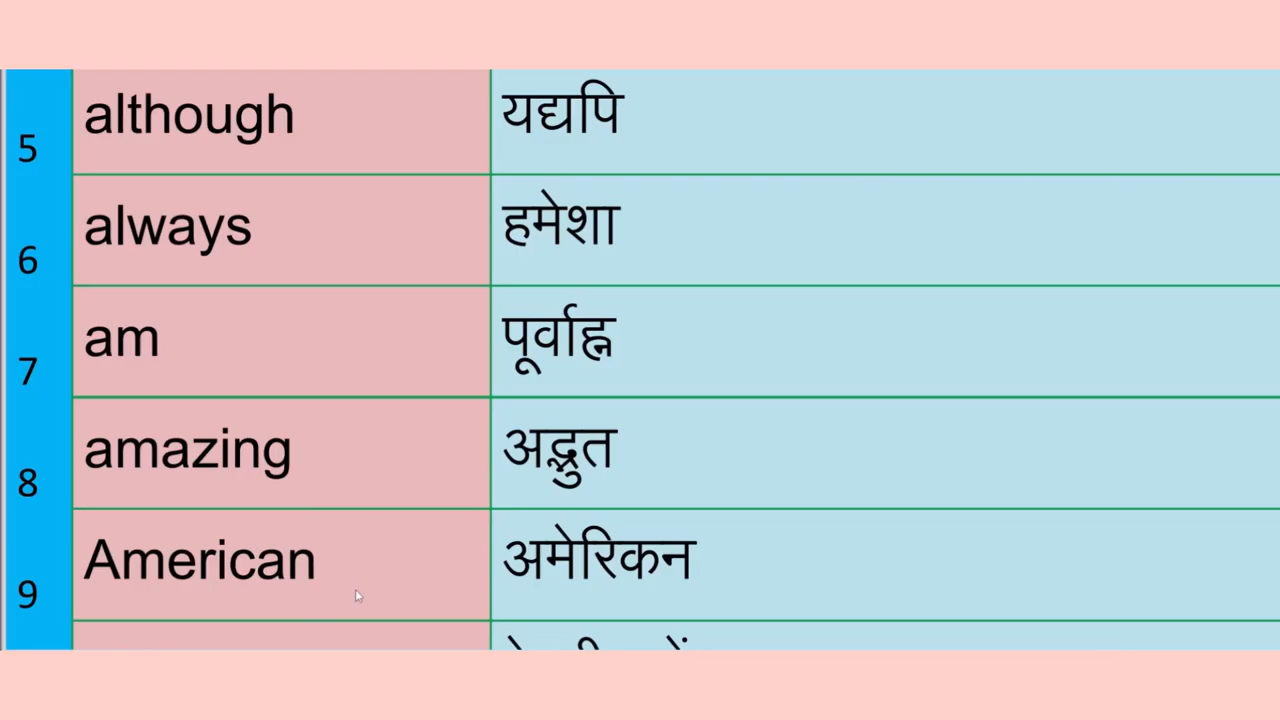 5 although यद्यपि
6 always हमेशा
7 am पूर्वाह्न
8 amazing अद्भुत
9 American अमेरिकन